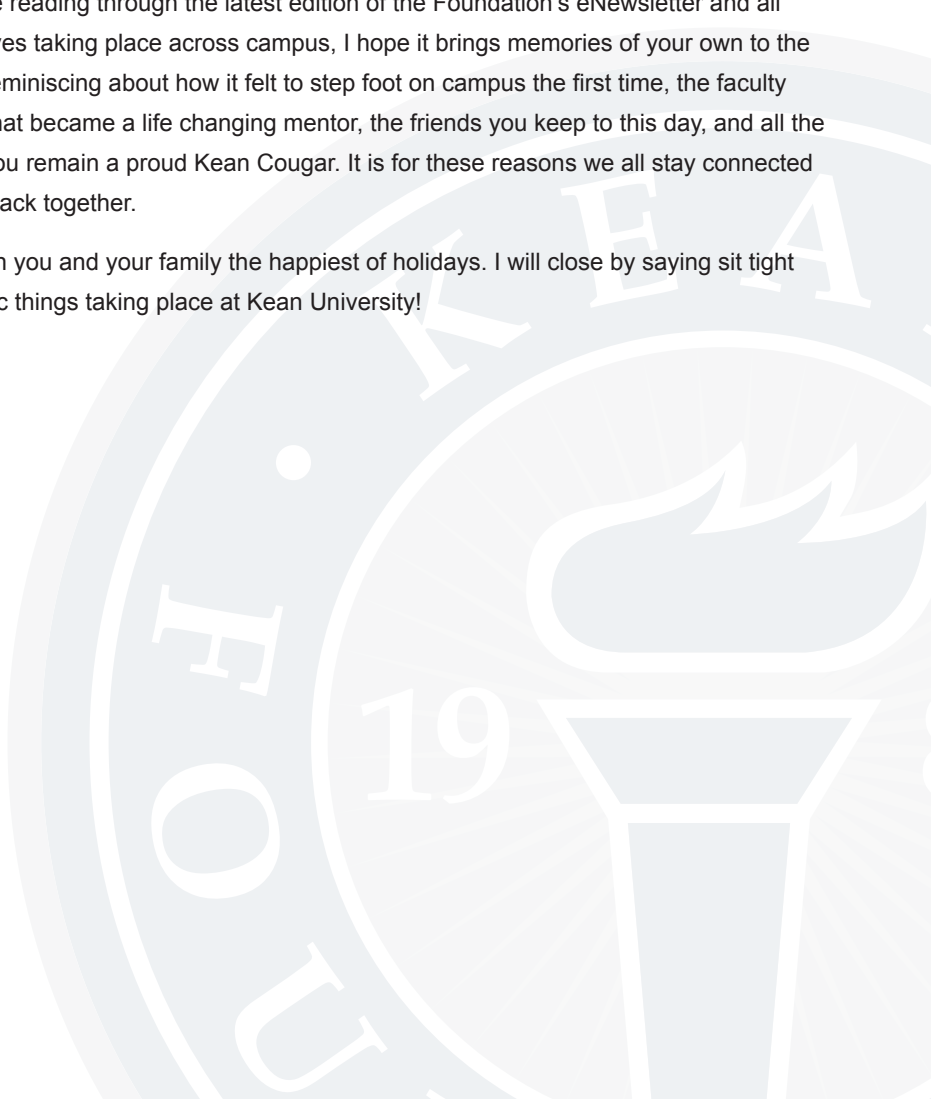 reading through the latest edition of the Foundation's eNewsletter and all
taking place across campus, I hope it brings memories of your own to the
eminiscing about how it felt to step foot on campus the first time, the faculty
hat became a life changing mentor, the friends you keep to this day, and all the
ou remain a proud Kean Cougar. It is for these reasons we all stay connected
ack together.
you and your family the happiest of holidays. I will close by saying sit tight
c things taking place at Kean University!
KEA
FOU
19